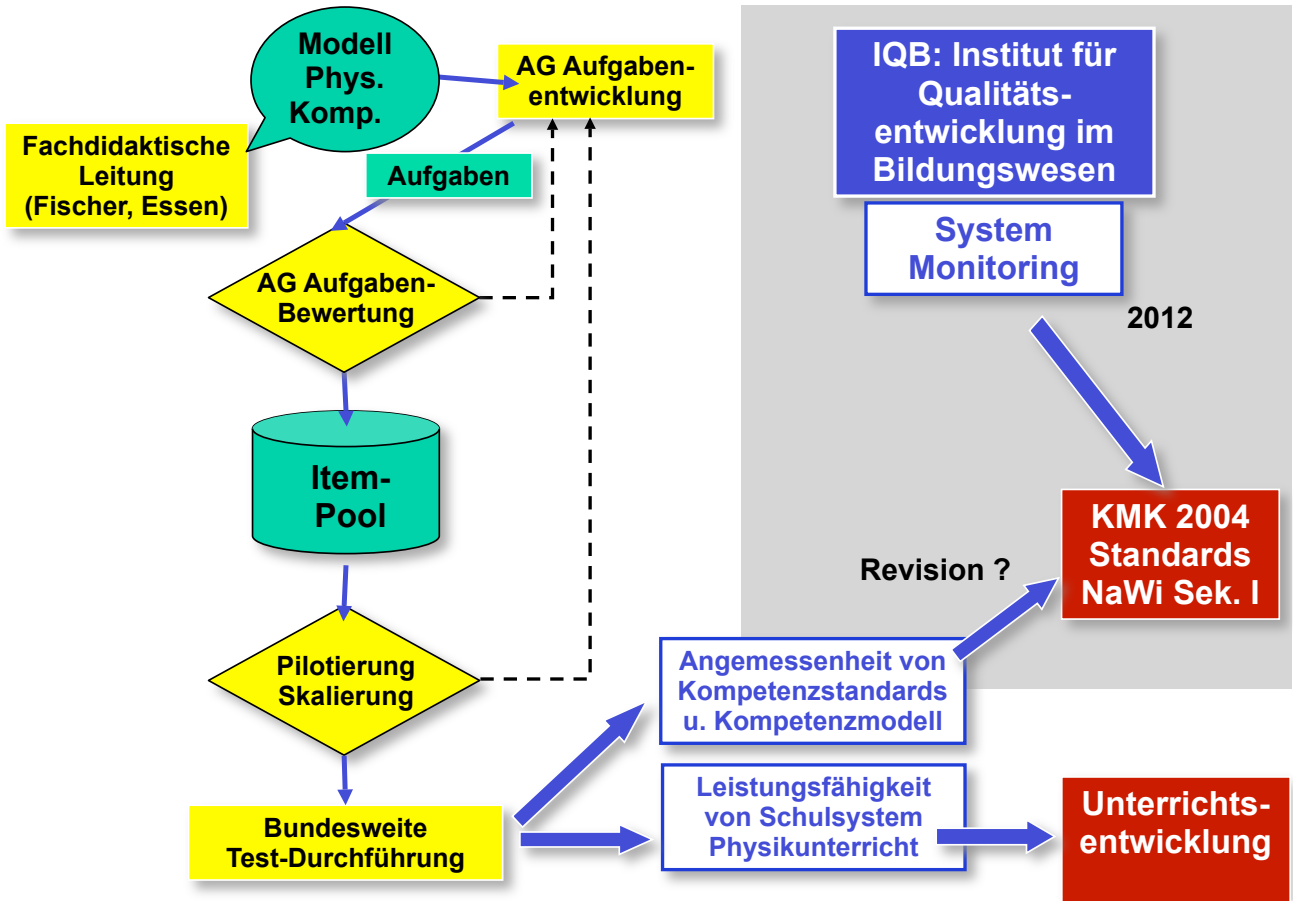 Modell
Phys.
Komp.
AG Aufgaben-
entwicklung
Fachdidaktische
Leitung
(Fischer, Essen)
Aufgaben
AG Aufgaben-
Bewertung
Item-
Pool
Pilotierung
Skalierung
Bundesweite
Test-Durchführung
IQB: Institut für
Qualitäts-
entwicklung im
Bildungswesen
System
Monitoring
2012
KMK 2004
Standards
NaWi Sek. I
Revision ?
Angemessenheit von
Kompetenzstandards
u. Kompetenzmodell
Leistungsfähigkeit
von Schulsystem
Physikunterricht
Unterrichts-
entwicklung